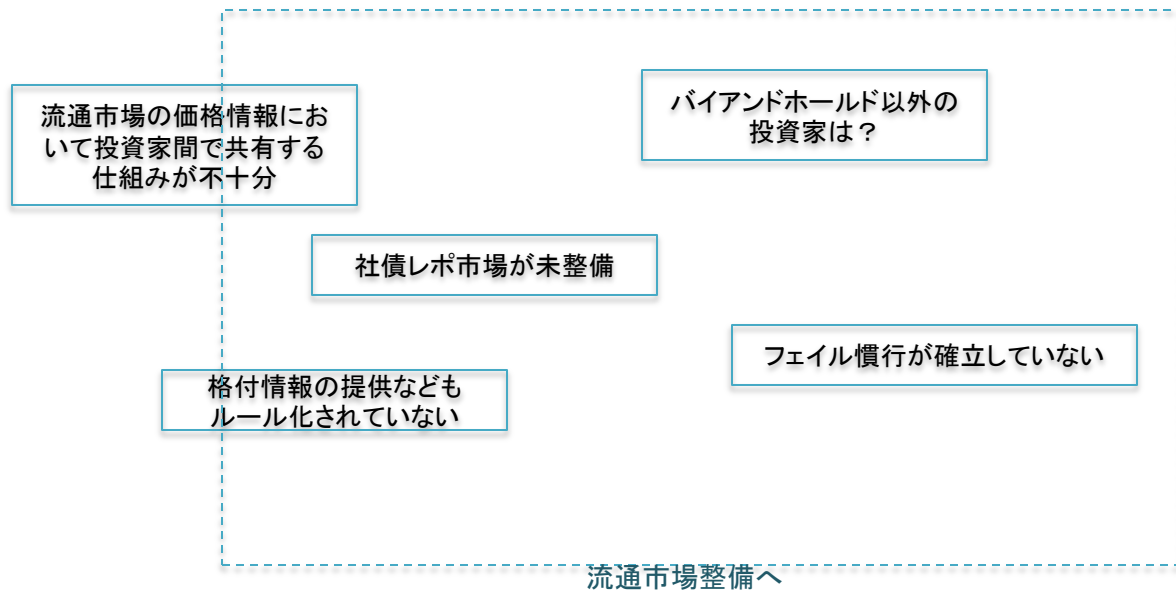 流通市場の価格情報にお
いて投資家間で共有する
仕組みが不十分
バイアンドホールド以外の
投資家は？
社債レポ市場が未整備
フェイル慣行が確立していない
格付情報の提供なども
ルール化されていない
流通市場整備へ